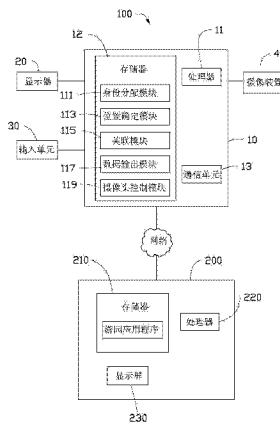 100
12
11
20
存储器
40
显示器
111
身份分配模块
处理器
摄像装置
113
位置确定模块
30
115
关联模块
10
输入单元
117
数据输出模块
13
119
摄像头控制模块
通信单元
网络
210
200
存储器
220
游园应用程序
处理器
显示屏
230